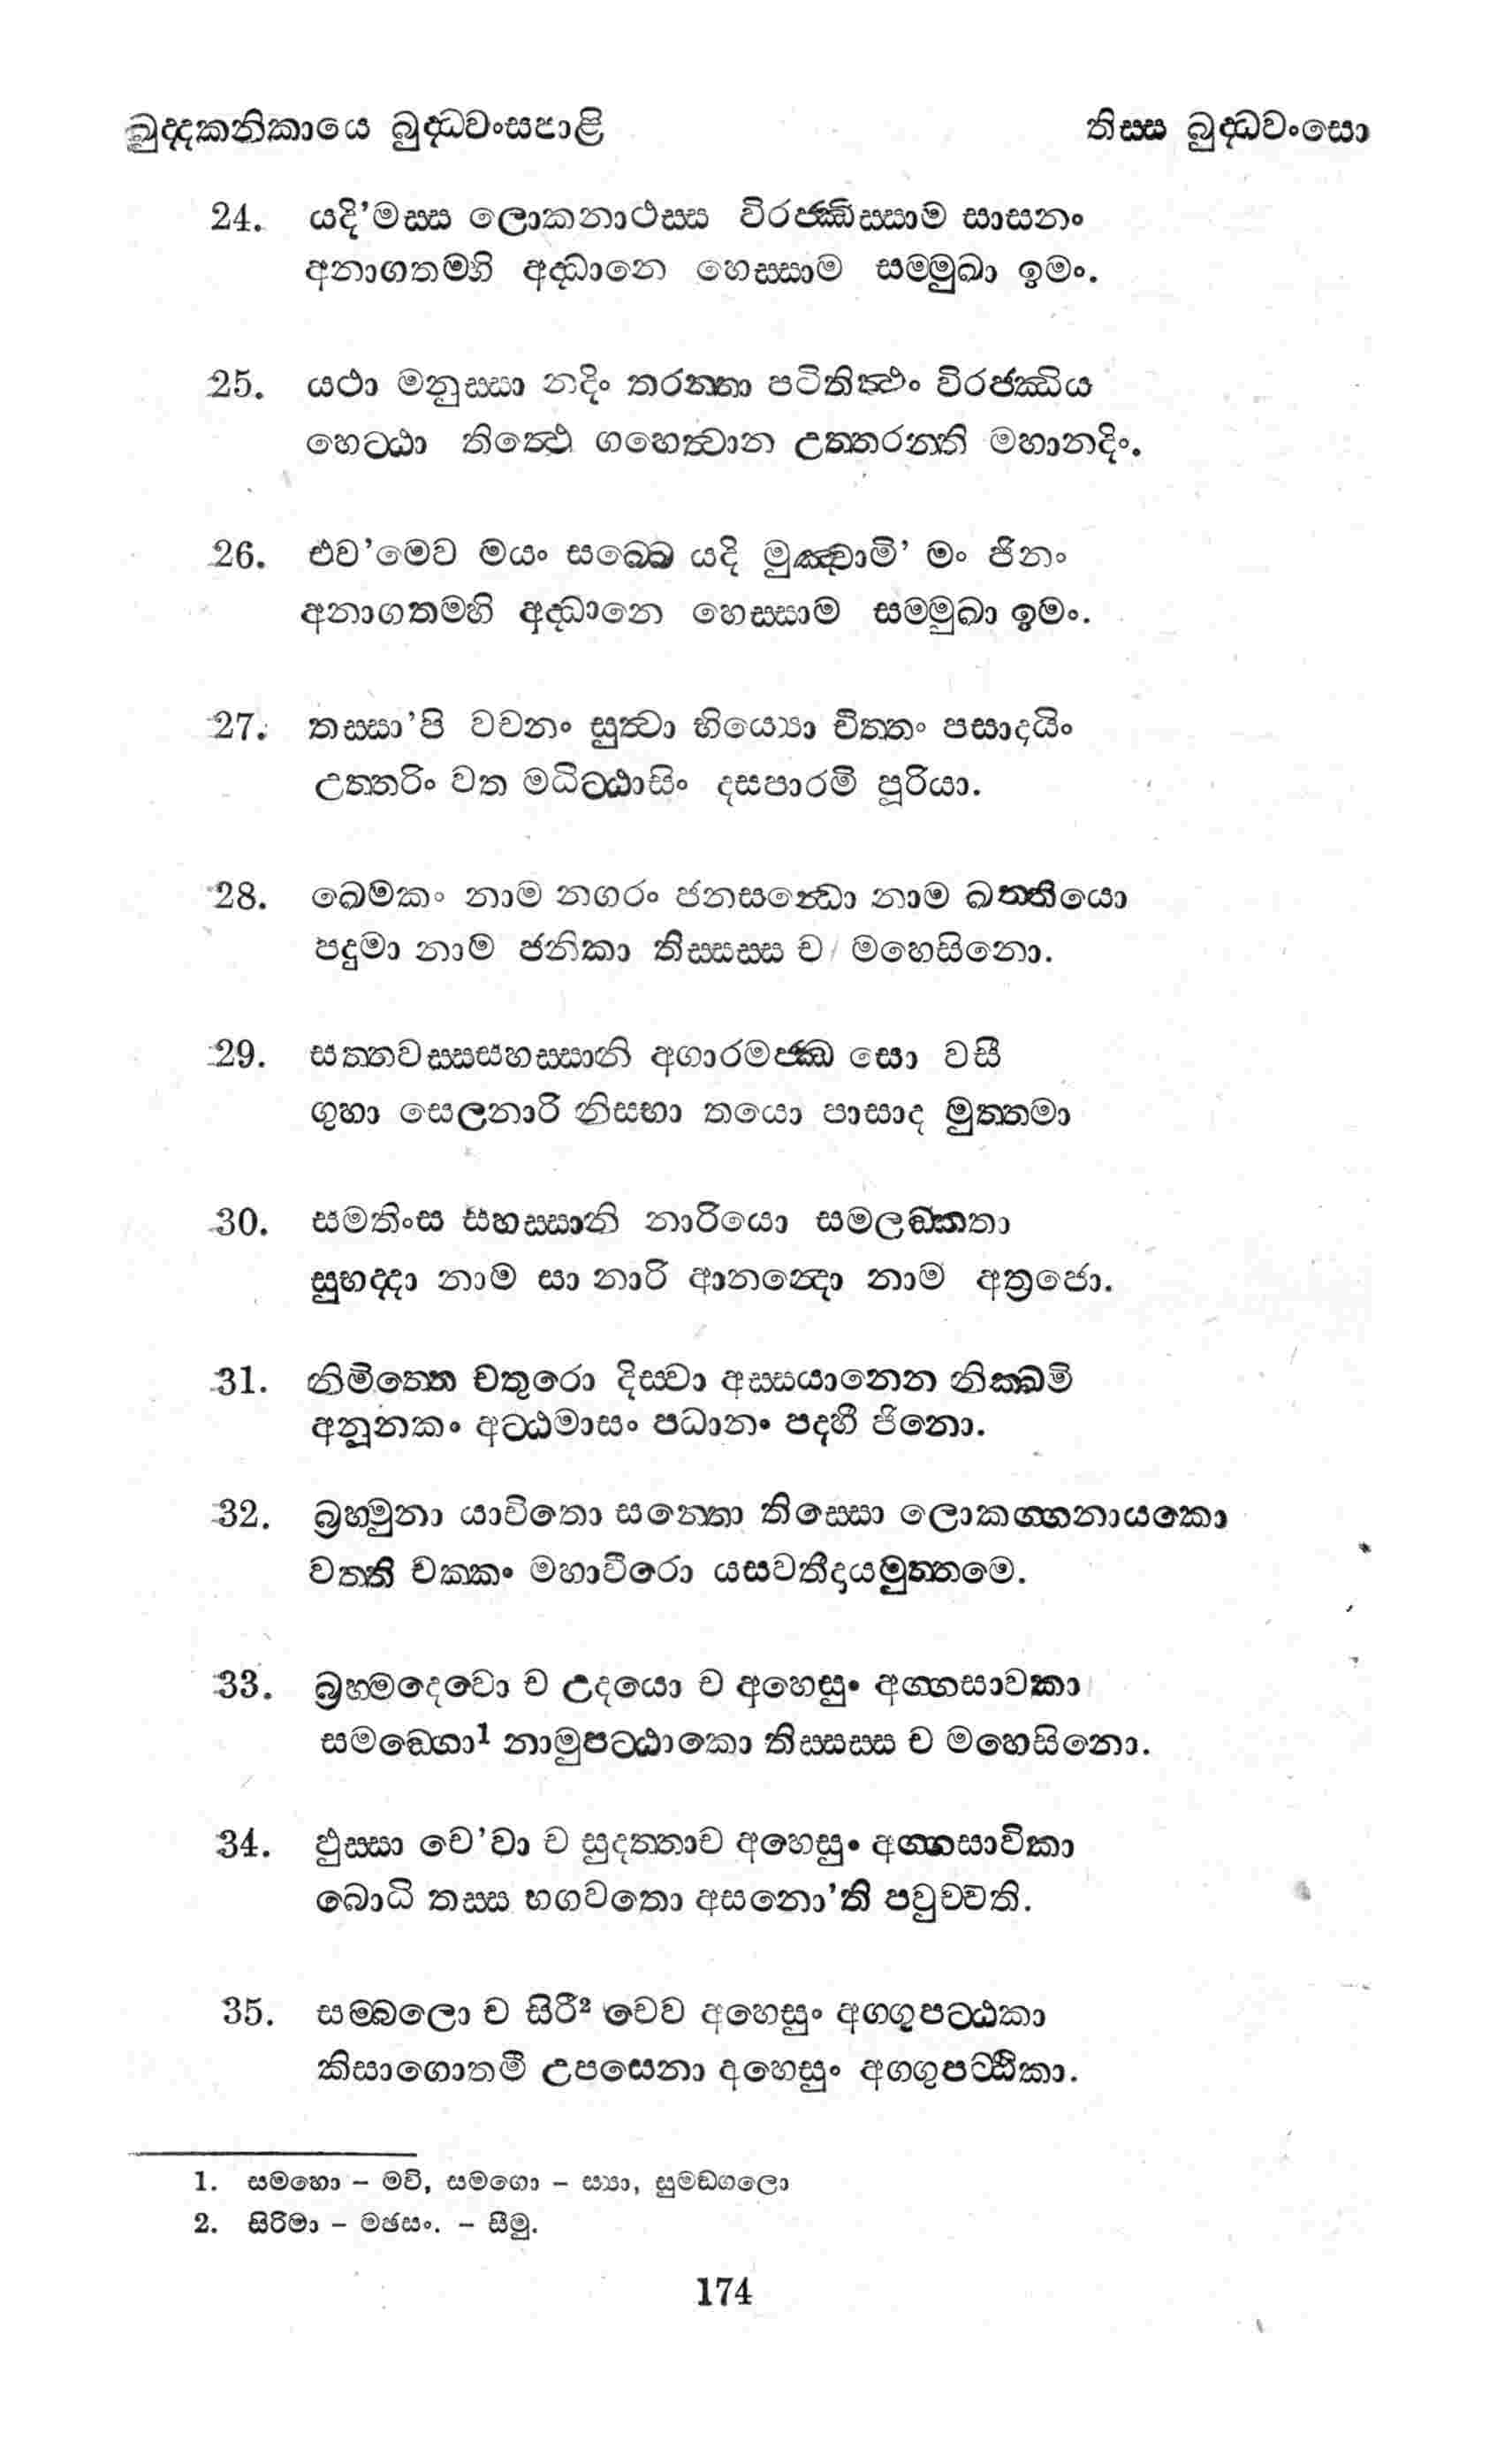 ඛුද්දකනිකායෙ බුද්ධවංසපාළි තිස්ස බුද්ධවංසො
24. යදි’මස්ස ලොකනාථස්ස විරජ්ඣිස්සාම සාසනං
අනාගතම්හි අද්ධානෙ හෙස්සාම සම්මුඛා ඉමං.
25. යථා මනුස්සා නදිං තරන්තා පටිතිත්ථං විරජ්ඣිය
හෙට්ඨා තිත්ථෙ ගහෙත්වාන උත්තරන්ති මහානදිං.
26. එව’මෙව මයං සබ්බෙ යදි මුඤ්චාමි’ මං ජිනං
අනාගතම්හි අද්ධානෙ හෙස්සාම සම්මුඛා ඉමං.
27. තස්සා’පි වචනං සුත්වා භිය්‍යො චිත්තං පසාදයිං
උත්තරිං වත මධිට්ඨාසිං දසපාරමි පූරියා.
28. ඛෙමකං නාම නගරං ජනසන්ධො නාම ඛත්තියො
පදුමා නාම ජනිකා තිස්සස්ස ච මහෙසිනො.
29. සත්තවස්සසහස්සානි අගාරමජ්ඣ සො වසී
ගුහා සෙලනාරි නිසභා තයො පාසාද මුත්තමා
30. සමතිංස සහස්සානි නාරියො සමලඞ්කතා
සුභද්දා නාම සා නාරි ආනන්දො නාම අත්‍රජො.
31. නිමිත්තෙ චතුරො දිස්වා අස්සයානෙන නික්ඛමි
අනූනකං අට්ඨමාසං පධානං පදහී ජිනො.
32. බ්‍රහ්මුනා යාචිතො සන්තො තිස්සො ලොකග්ගනායකො
වත්ති චක්කං මහාවීරො යසවතීදායමුත්තමෙ.
33. බ්‍රහ්මදෙවො ච උදයො ච අහෙසුං අග්ගසාවකා
සමඞ්ගො1 නාමුපට්ඨාකො තිස්සස්ස ච මහෙසිනො.
34. ඵුස්සා චෙ’වා ච සුදත්තාච අහෙසුං අග්ගසාවිකා
බොධි තස්ස භගවතො අසනො’ති පවුච්චති.
35. සම්බලො ච සිරී2 චෙව අහෙසුං අග්ගුපට්ඨකා
කිසාගොතමී උපසෙනා අහෙසුං අග්ගුපට්ඨිකා.
1. සමහො – මවි, සමගො – ස්‍යා, සුමඞ්ගලො
2. සිරිමා – මඡසං. – සීමු.
174